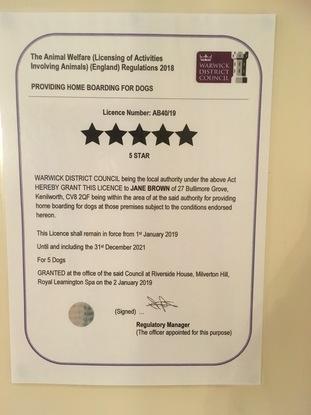 The Animal Welfare (Licensing of Activities
Involving Animals) (England) Regulations 2018
WARWICK
DISTRICT
COUNCIL
PROVIDING HOME BOARDING FOR DOGS
Licence Number: AB40/19
5 STAR
WARWICK DISTRICT COUNCIL being the local authority under the above Act
HEREBY GRANT THIS LICENCE to JANE BROWN of 27 Bullimore Grove,
Kenilworth, CV8 2QF being within the area of at the said authority for providing
home boarding for dogs at those premises subject to the conditions endorsed
hereon.
This Licence shall remain in force from 1st January 2019
Until and including the 31st December 2021
For 5 Dogs
GRANTED at the office of the said Council at Riverside House, Milverton Hill,
Royal Leamington Spa on the 2 January 2019
(Signed) ...
Regulatory Manager
(The officer appointed for this purpose)